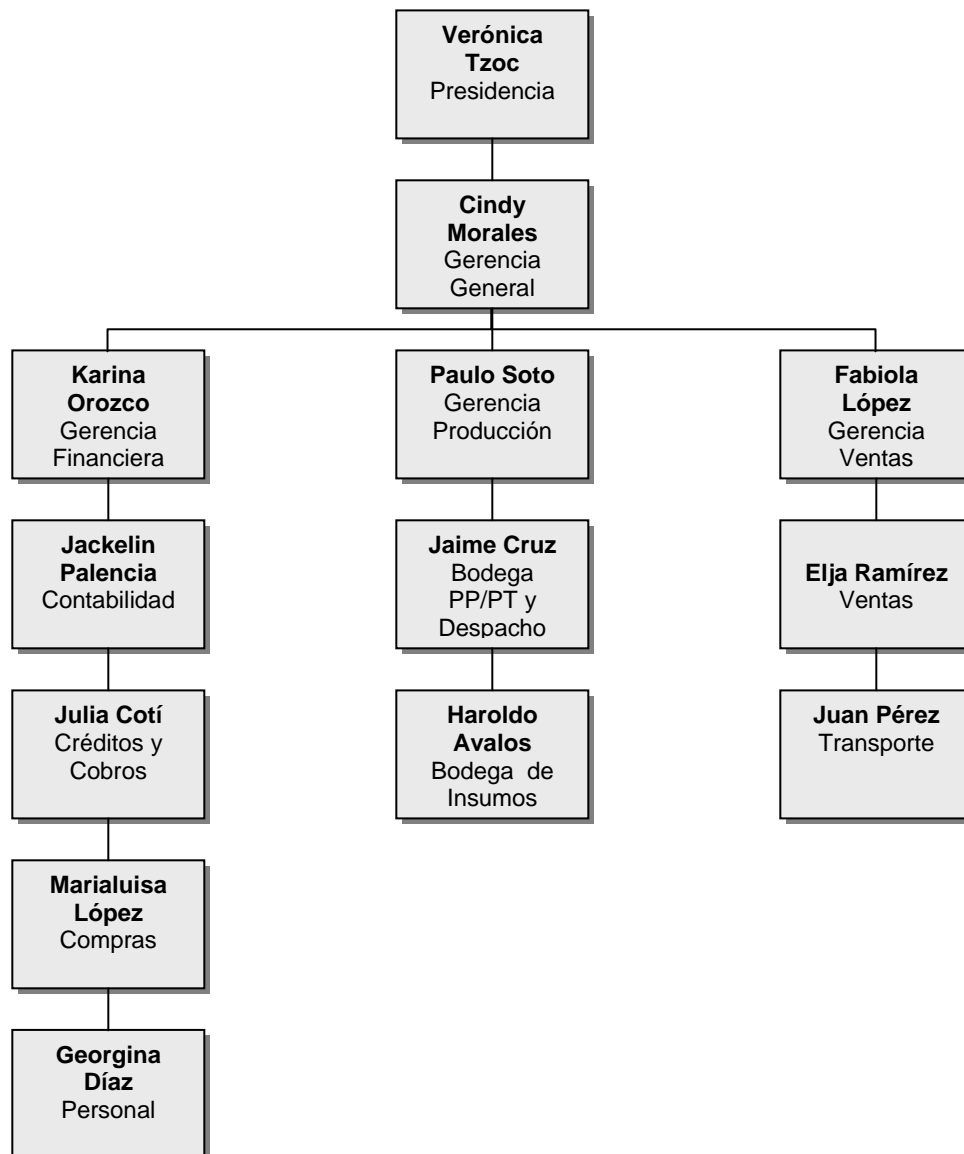 Verónica
Tzoc
Presidencia
Cindy
Morales
Gerencia
General
Karina
Orozco
Gerencia
Financiera
Paulo Soto
Gerencia
Producción
Fabiola
López
Gerencia
Ventas
Jackelin
Palencia
Contabilidad
Jaime Cruz
Bodega
PP/PT y
Despacho
Elja Ramírez
Ventas
Julia Cotí
Créditos y
Cobros
Haroldo
Avalos
Bodega de
Insumos
Juan Pérez
Transporte
Marialuisa
López
Compras
Georgina
Díaz
Personal